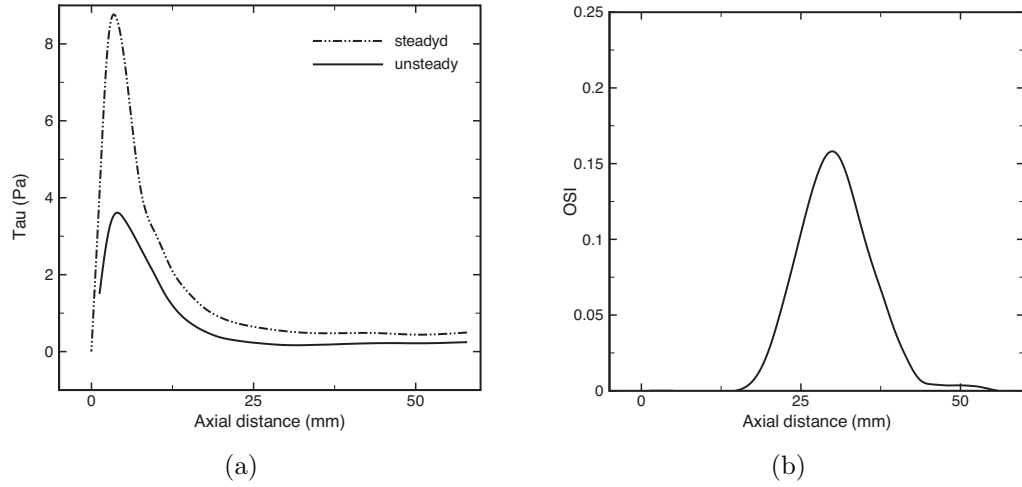 8
6
4
2
0
Tau (Pa)
steadyd
unsteady
0
25
50
Axial distance (mm)
(a)
0.25
0.2
0.15
0.1
0.05
0
OSI
0
25
50
Axial distance (mm)
(b)